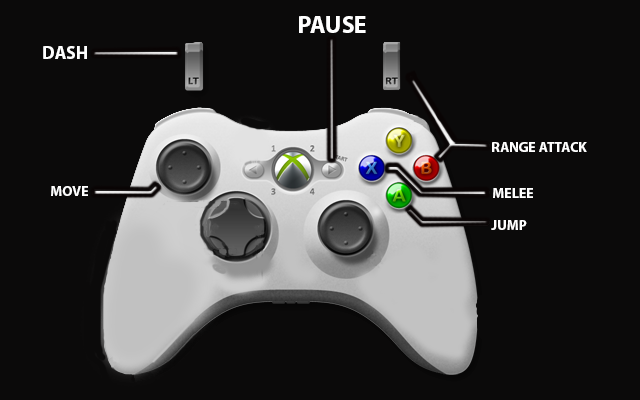 PAUSE
DASH
LT
RT
1 2
Y
RANGE ATTACK
X
B
START
3 4
MOVE
A
MELEE
JUMP